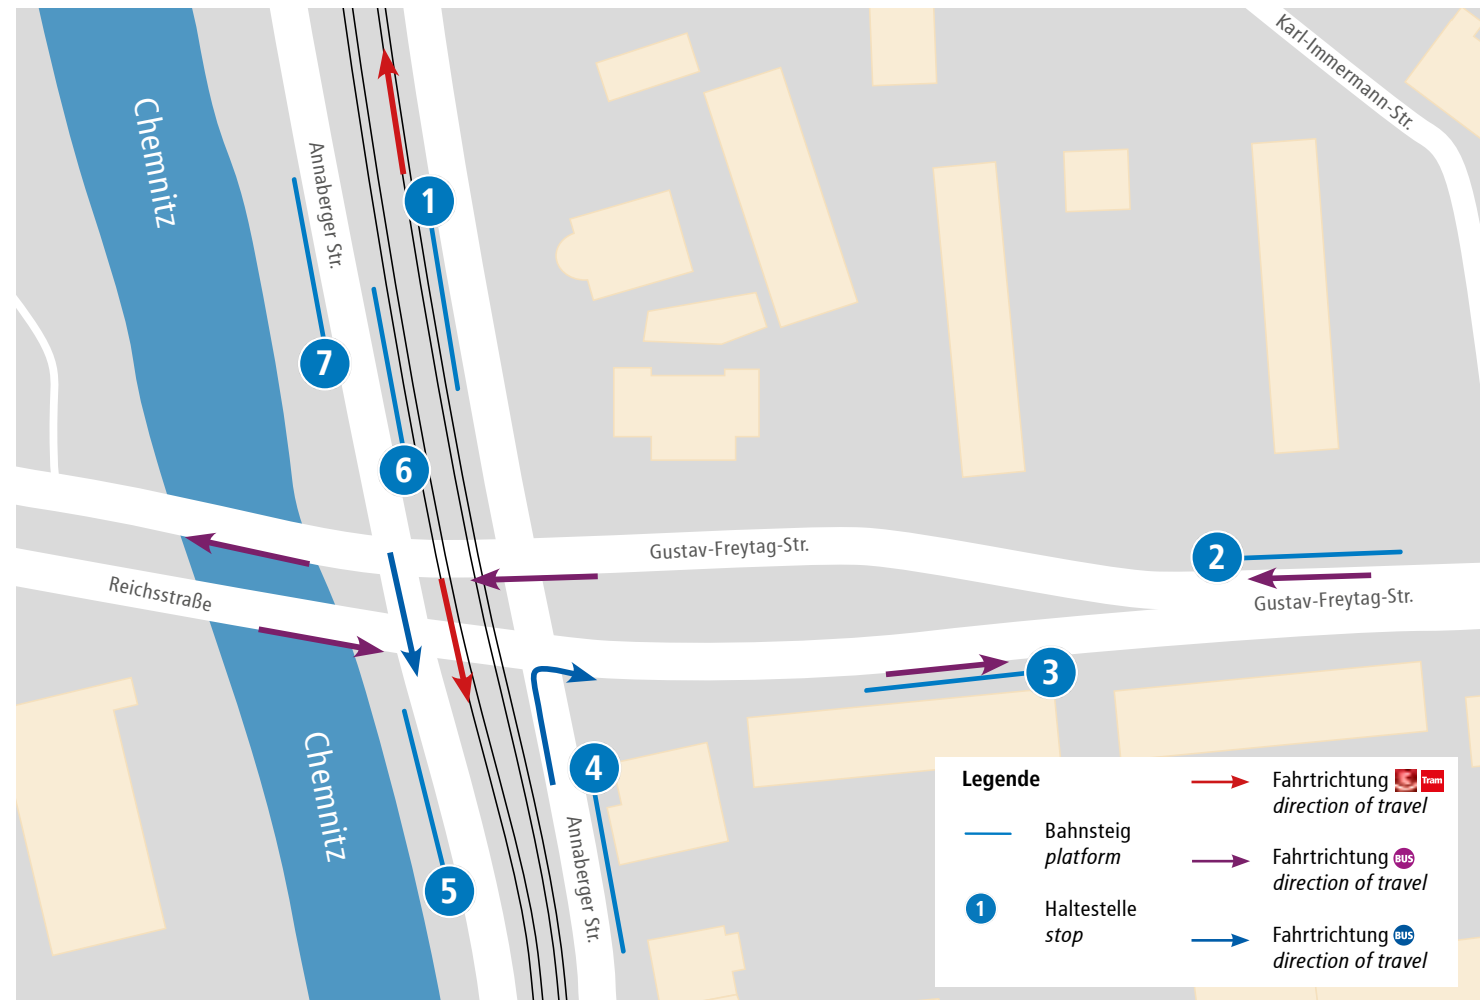 Karl-Immermann-Str.
Chemnitz
Annaberger Str.
1
7
6
Gustav-Freytag-Str.
2
Gustav-Freytag-Str.
Reichsstraße
3
Chemnitz
4
Annaberger Str.
5
Legende
Bahnsteig
platform
1
Haltestelle
stop
Fahrtrichtung C Tram
direction of travel
Fahrtrichtung BUS
direction of travel
Fahrtrichtung BUS
direction of travel